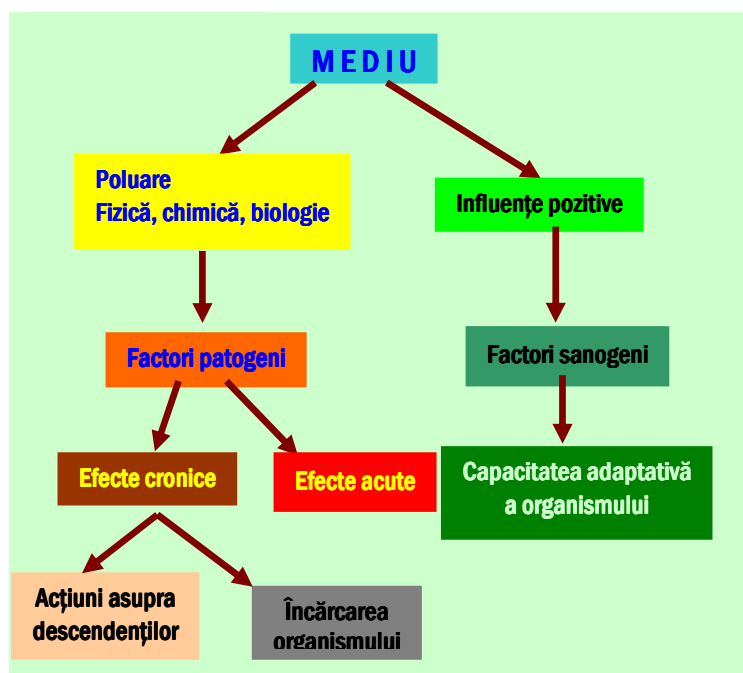 MEDIU
Poluare
Fizică, chimică, biologie
Influențe pozitive
Factori patogeni
Factori sanogeni
Efecte cronice
Efecte acute
Capacitatea adaptativă
a organismului
Acțiuni asupra
descendenților
Încărcarea
organismului